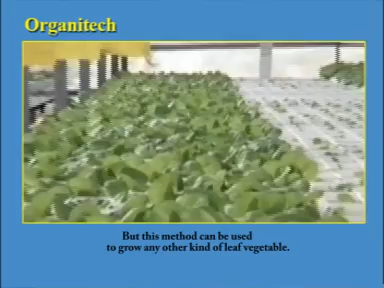 Organitech
But this method can be used
to grow any other kind of leaf vegetable.